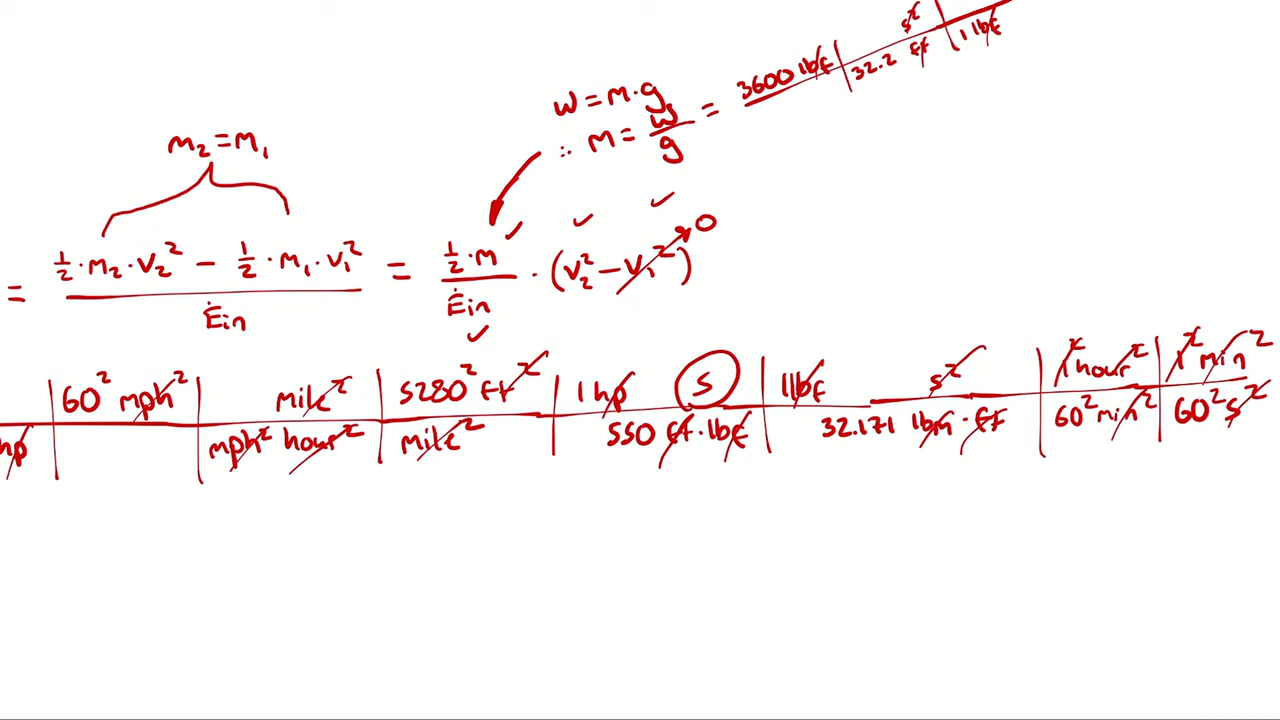 W = m·g
∴ m = W/g = 3600 lbf | s² / 32.2 ft | / 1 lbf
m₂ = m₁
= (½·m₂·v₂² − ½·m₁·v₁²) / Ėin = (½·m) / Ėin · (v₂² − v₁²) 0
60² mph² | mile² | 5280² ft² | 1 hp s | 1 lbf s² | 1² hour² | 1² min²
hp | mph² hour² | mile² | 550 ft·lbf | 32.171 lbm·ft | 60² min² | 60² s²